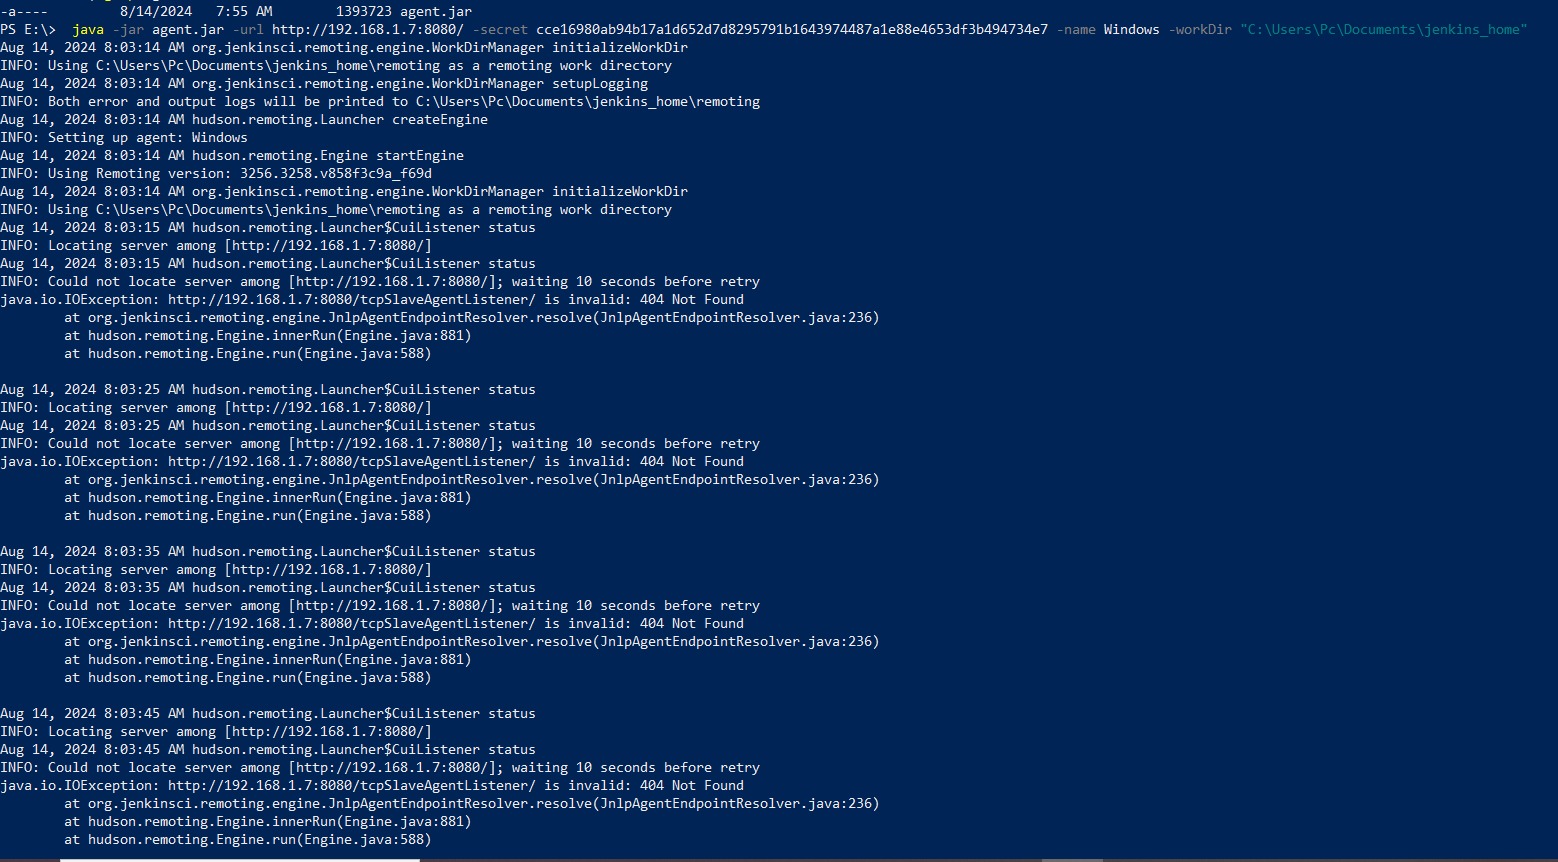 -a----         8/14/2024   7:55 AM        1393723 agent.jar
PS E:\>  java -jar agent.jar -url http://192.168.1.7:8080/ -secret cce16980ab94b17a1d652d7d8295791b1643974487a1e88e4653df3b494734e7 -name Windows -workDir "C:\Users\Pc\Documents\jenkins_home"
Aug 14, 2024 8:03:14 AM org.jenkinsci.remoting.engine.WorkDirManager initializeWorkDir
INFO: Using C:\Users\Pc\Documents\jenkins_home\remoting as a remoting work directory
Aug 14, 2024 8:03:14 AM org.jenkinsci.remoting.engine.WorkDirManager setupLogging
INFO: Both error and output logs will be printed to C:\Users\Pc\Documents\jenkins_home\remoting
Aug 14, 2024 8:03:14 AM hudson.remoting.Launcher createEngine
INFO: Setting up agent: Windows
Aug 14, 2024 8:03:14 AM hudson.remoting.Engine startEngine
INFO: Using Remoting version: 3256.3258.v858f3c9a_f69d
Aug 14, 2024 8:03:14 AM org.jenkinsci.remoting.engine.WorkDirManager initializeWorkDir
INFO: Using C:\Users\Pc\Documents\jenkins_home\remoting as a remoting work directory
Aug 14, 2024 8:03:15 AM hudson.remoting.Launcher$CuiListener status
INFO: Locating server among [http://192.168.1.7:8080/]
Aug 14, 2024 8:03:15 AM hudson.remoting.Launcher$CuiListener status
INFO: Could not locate server among [http://192.168.1.7:8080/]; waiting 10 seconds before retry
java.io.IOException: http://192.168.1.7:8080/tcpSlaveAgentListener/ is invalid: 404 Not Found
        at org.jenkinsci.remoting.engine.JnlpAgentEndpointResolver.resolve(JnlpAgentEndpointResolver.java:236)
        at hudson.remoting.Engine.innerRun(Engine.java:881)
        at hudson.remoting.Engine.run(Engine.java:588)

Aug 14, 2024 8:03:25 AM hudson.remoting.Launcher$CuiListener status
INFO: Locating server among [http://192.168.1.7:8080/]
Aug 14, 2024 8:03:25 AM hudson.remoting.Launcher$CuiListener status
INFO: Could not locate server among [http://192.168.1.7:8080/]; waiting 10 seconds before retry
java.io.IOException: http://192.168.1.7:8080/tcpSlaveAgentListener/ is invalid: 404 Not Found
        at org.jenkinsci.remoting.engine.JnlpAgentEndpointResolver.resolve(JnlpAgentEndpointResolver.java:236)
        at hudson.remoting.Engine.innerRun(Engine.java:881)
        at hudson.remoting.Engine.run(Engine.java:588)

Aug 14, 2024 8:03:35 AM hudson.remoting.Launcher$CuiListener status
INFO: Locating server among [http://192.168.1.7:8080/]
Aug 14, 2024 8:03:35 AM hudson.remoting.Launcher$CuiListener status
INFO: Could not locate server among [http://192.168.1.7:8080/]; waiting 10 seconds before retry
java.io.IOException: http://192.168.1.7:8080/tcpSlaveAgentListener/ is invalid: 404 Not Found
        at org.jenkinsci.remoting.engine.JnlpAgentEndpointResolver.resolve(JnlpAgentEndpointResolver.java:236)
        at hudson.remoting.Engine.innerRun(Engine.java:881)
        at hudson.remoting.Engine.run(Engine.java:588)

Aug 14, 2024 8:03:45 AM hudson.remoting.Launcher$CuiListener status
INFO: Locating server among [http://192.168.1.7:8080/]
Aug 14, 2024 8:03:45 AM hudson.remoting.Launcher$CuiListener status
INFO: Could not locate server among [http://192.168.1.7:8080/]; waiting 10 seconds before retry
java.io.IOException: http://192.168.1.7:8080/tcpSlaveAgentListener/ is invalid: 404 Not Found
        at org.jenkinsci.remoting.engine.JnlpAgentEndpointResolver.resolve(JnlpAgentEndpointResolver.java:236)
        at hudson.remoting.Engine.innerRun(Engine.java:881)
        at hudson.remoting.Engine.run(Engine.java:588)